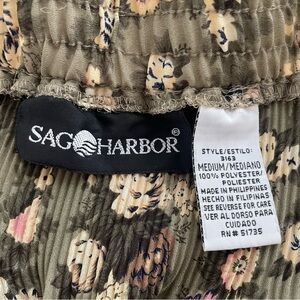 SAG HARBOR®
STYLE/ESTILO:
3163
MEDIUM/MEDIANO
100% POLYESTER/
POLIESTER
MADE IN PHILIPPINES
HECHO EN FILIPINAS
SEE REVERSE FOR CARE
VER AL DORSO PARA
CUIDADO
RN# 51735